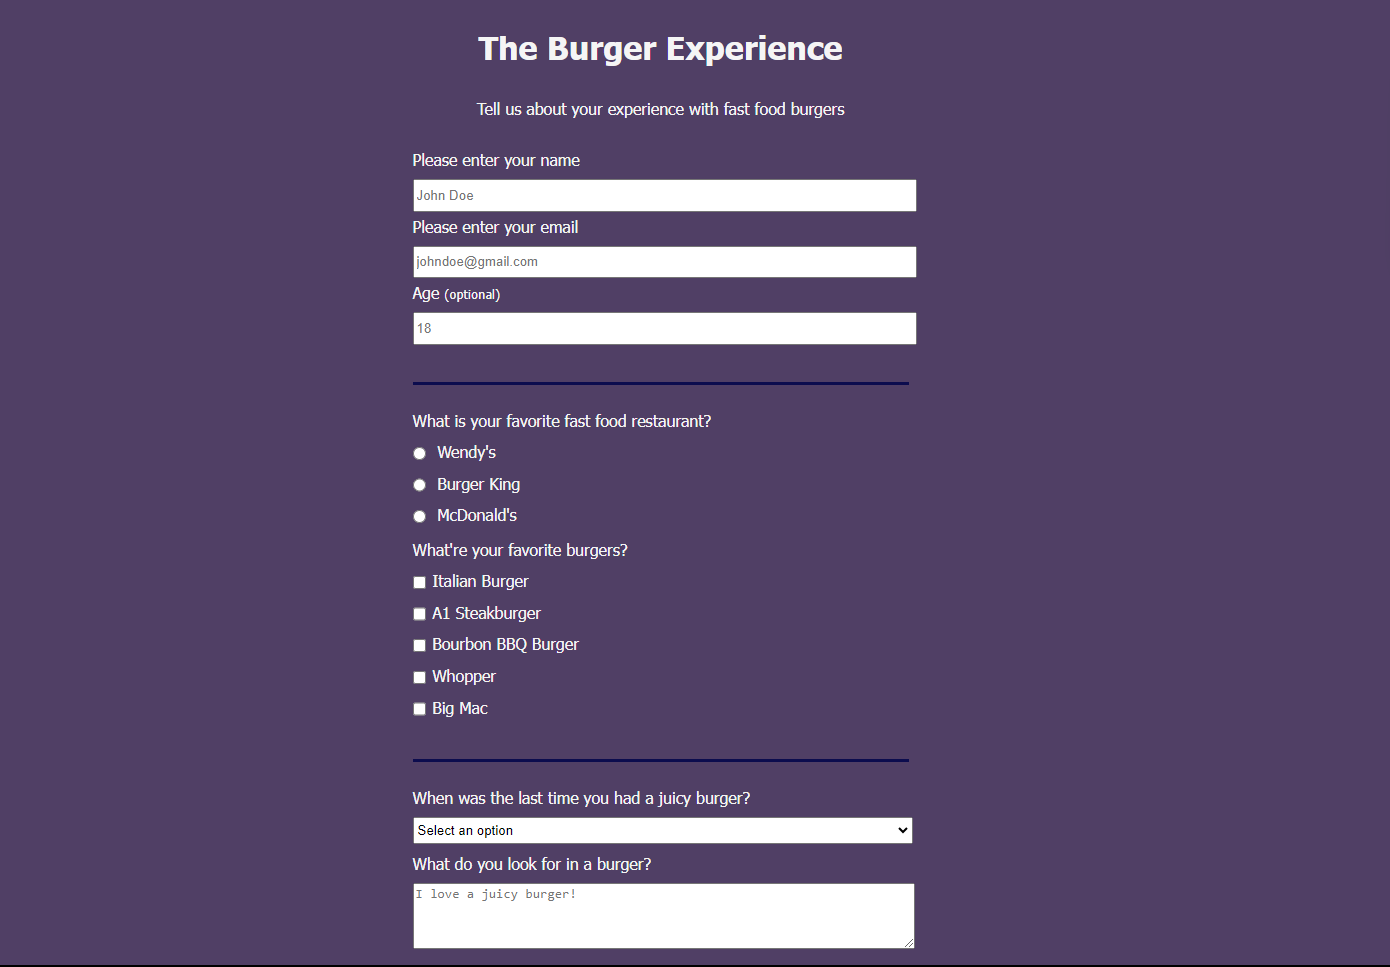 The Burger Experience
Tell us about your experience with fast food burgers
Please enter your name
John Doe
Please enter your email
johndoe@gmail.com
Age (optional)
18
What is your favorite fast food restaurant?
Wendy's
Burger King
McDonald's
What're your favorite burgers?
Italian Burger
A1 Steakburger
Bourbon BBQ Burger
Whopper
Big Mac
When was the last time you had a juicy burger?
Select an option
What do you look for in a burger?
I love a juicy burger!